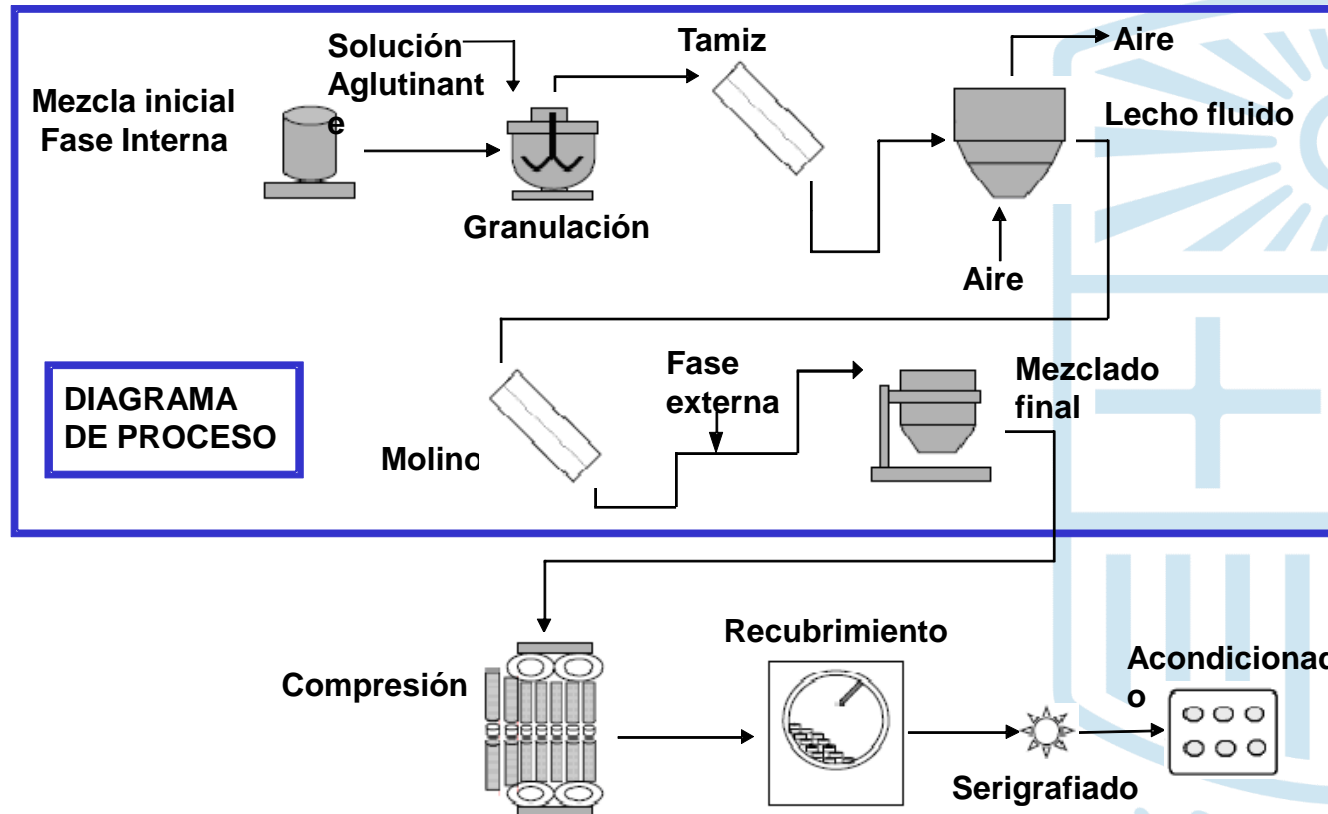 Solución
Aglutinant
e
Tamiz
Aire
Mezcla inicial
Fase Interna
Lecho fluido
Granulación
Aire
DIAGRAMA
DE PROCESO
Fase
externa
Mezclado
final
Molino
Compresión
Recubrimiento
Acondicionad
o
Serigrafiado